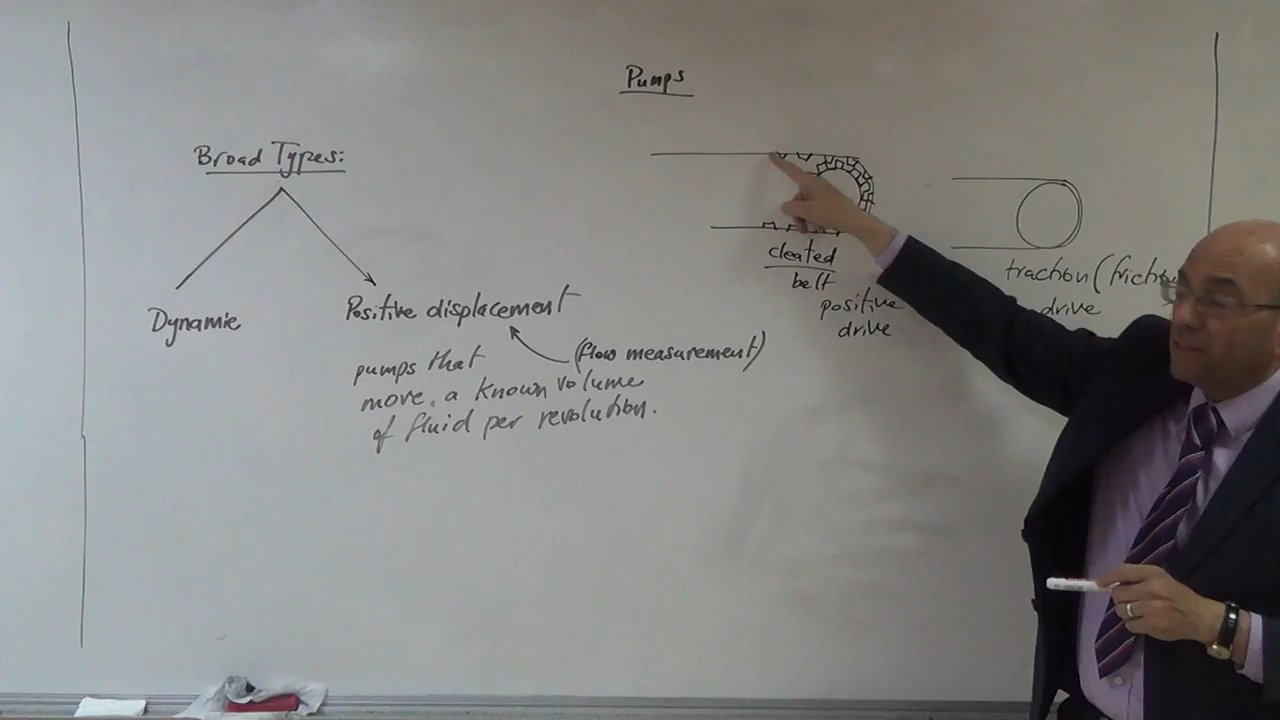 Pumps
Broad Types:
Dynamic
Positive displacement
(flow measurement)
pumps that
move a known volume
of fluid per revolution.
cleated
belt
positive
drive
traction
drive